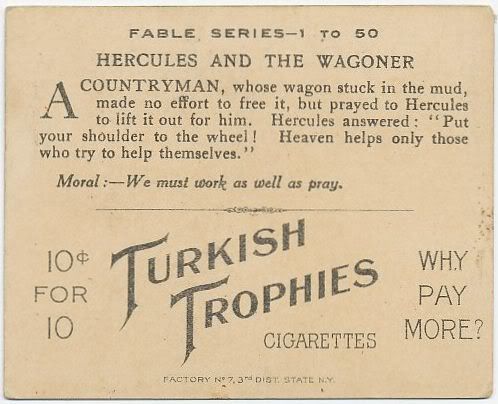 FABLE SERIES—1 TO 50
HERCULES AND THE WAGONER
A COUNTRYMAN, whose wagon stuck in the mud,
made no effort to free it, but prayed to Hercules
to lift it out for him. Hercules answered: "Put
your shoulder to the wheel! Heaven helps only those
who try to help themselves."
Moral:—We must work as well as pray.
10¢
FOR
10
TURKISH
TROPHIES
CIGARETTES
WHY
PAY
MORE?
FACTORY Nº 7, 3RD DIST. STATE N.Y.